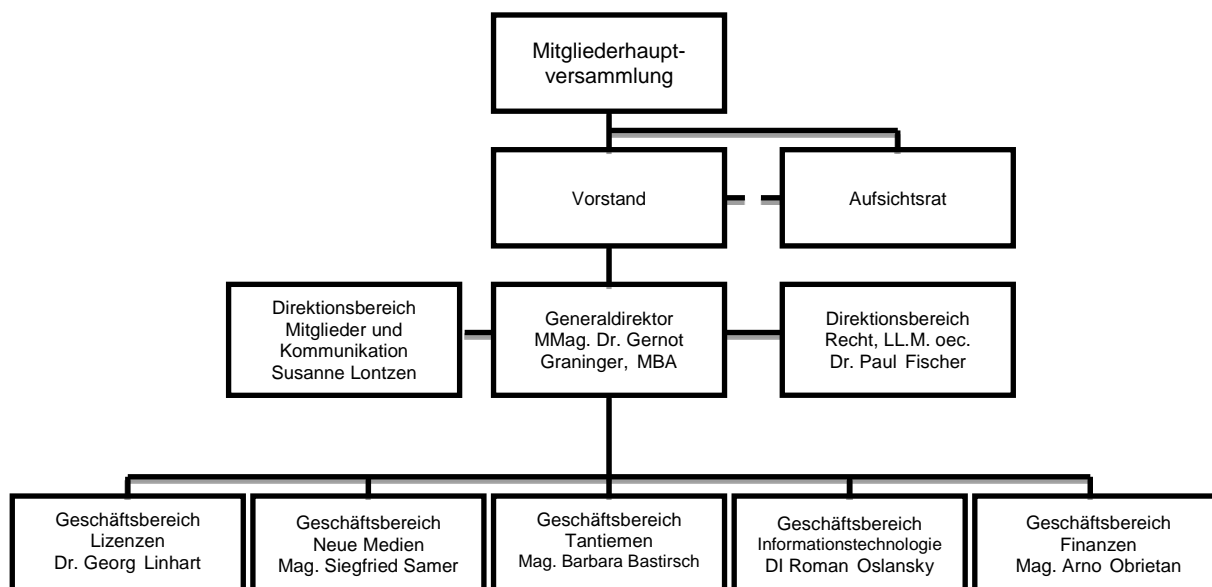 Mitgliederhaupt-
versammlung
Vorstand
Aufsichtsrat
Direktionsbereich
Mitglieder und
Kommunikation
Susanne Lontzen
Generaldirektor
MMag. Dr. Gernot
Graninger, MBA
Direktionsbereich
Recht, LL.M. oec.
Dr. Paul Fischer
Geschäftsbereich
Lizenzen
Dr. Georg Linhart
Geschäftsbereich
Neue Medien
Mag. Siegfried Samer
Geschäftsbereich
Tantiemen
Mag. Barbara Bastirsch
Geschäftsbereich
Informationstechnologie
DI Roman Oslansky
Geschäftsbereich
Finanzen
Mag. Arno Obrietan